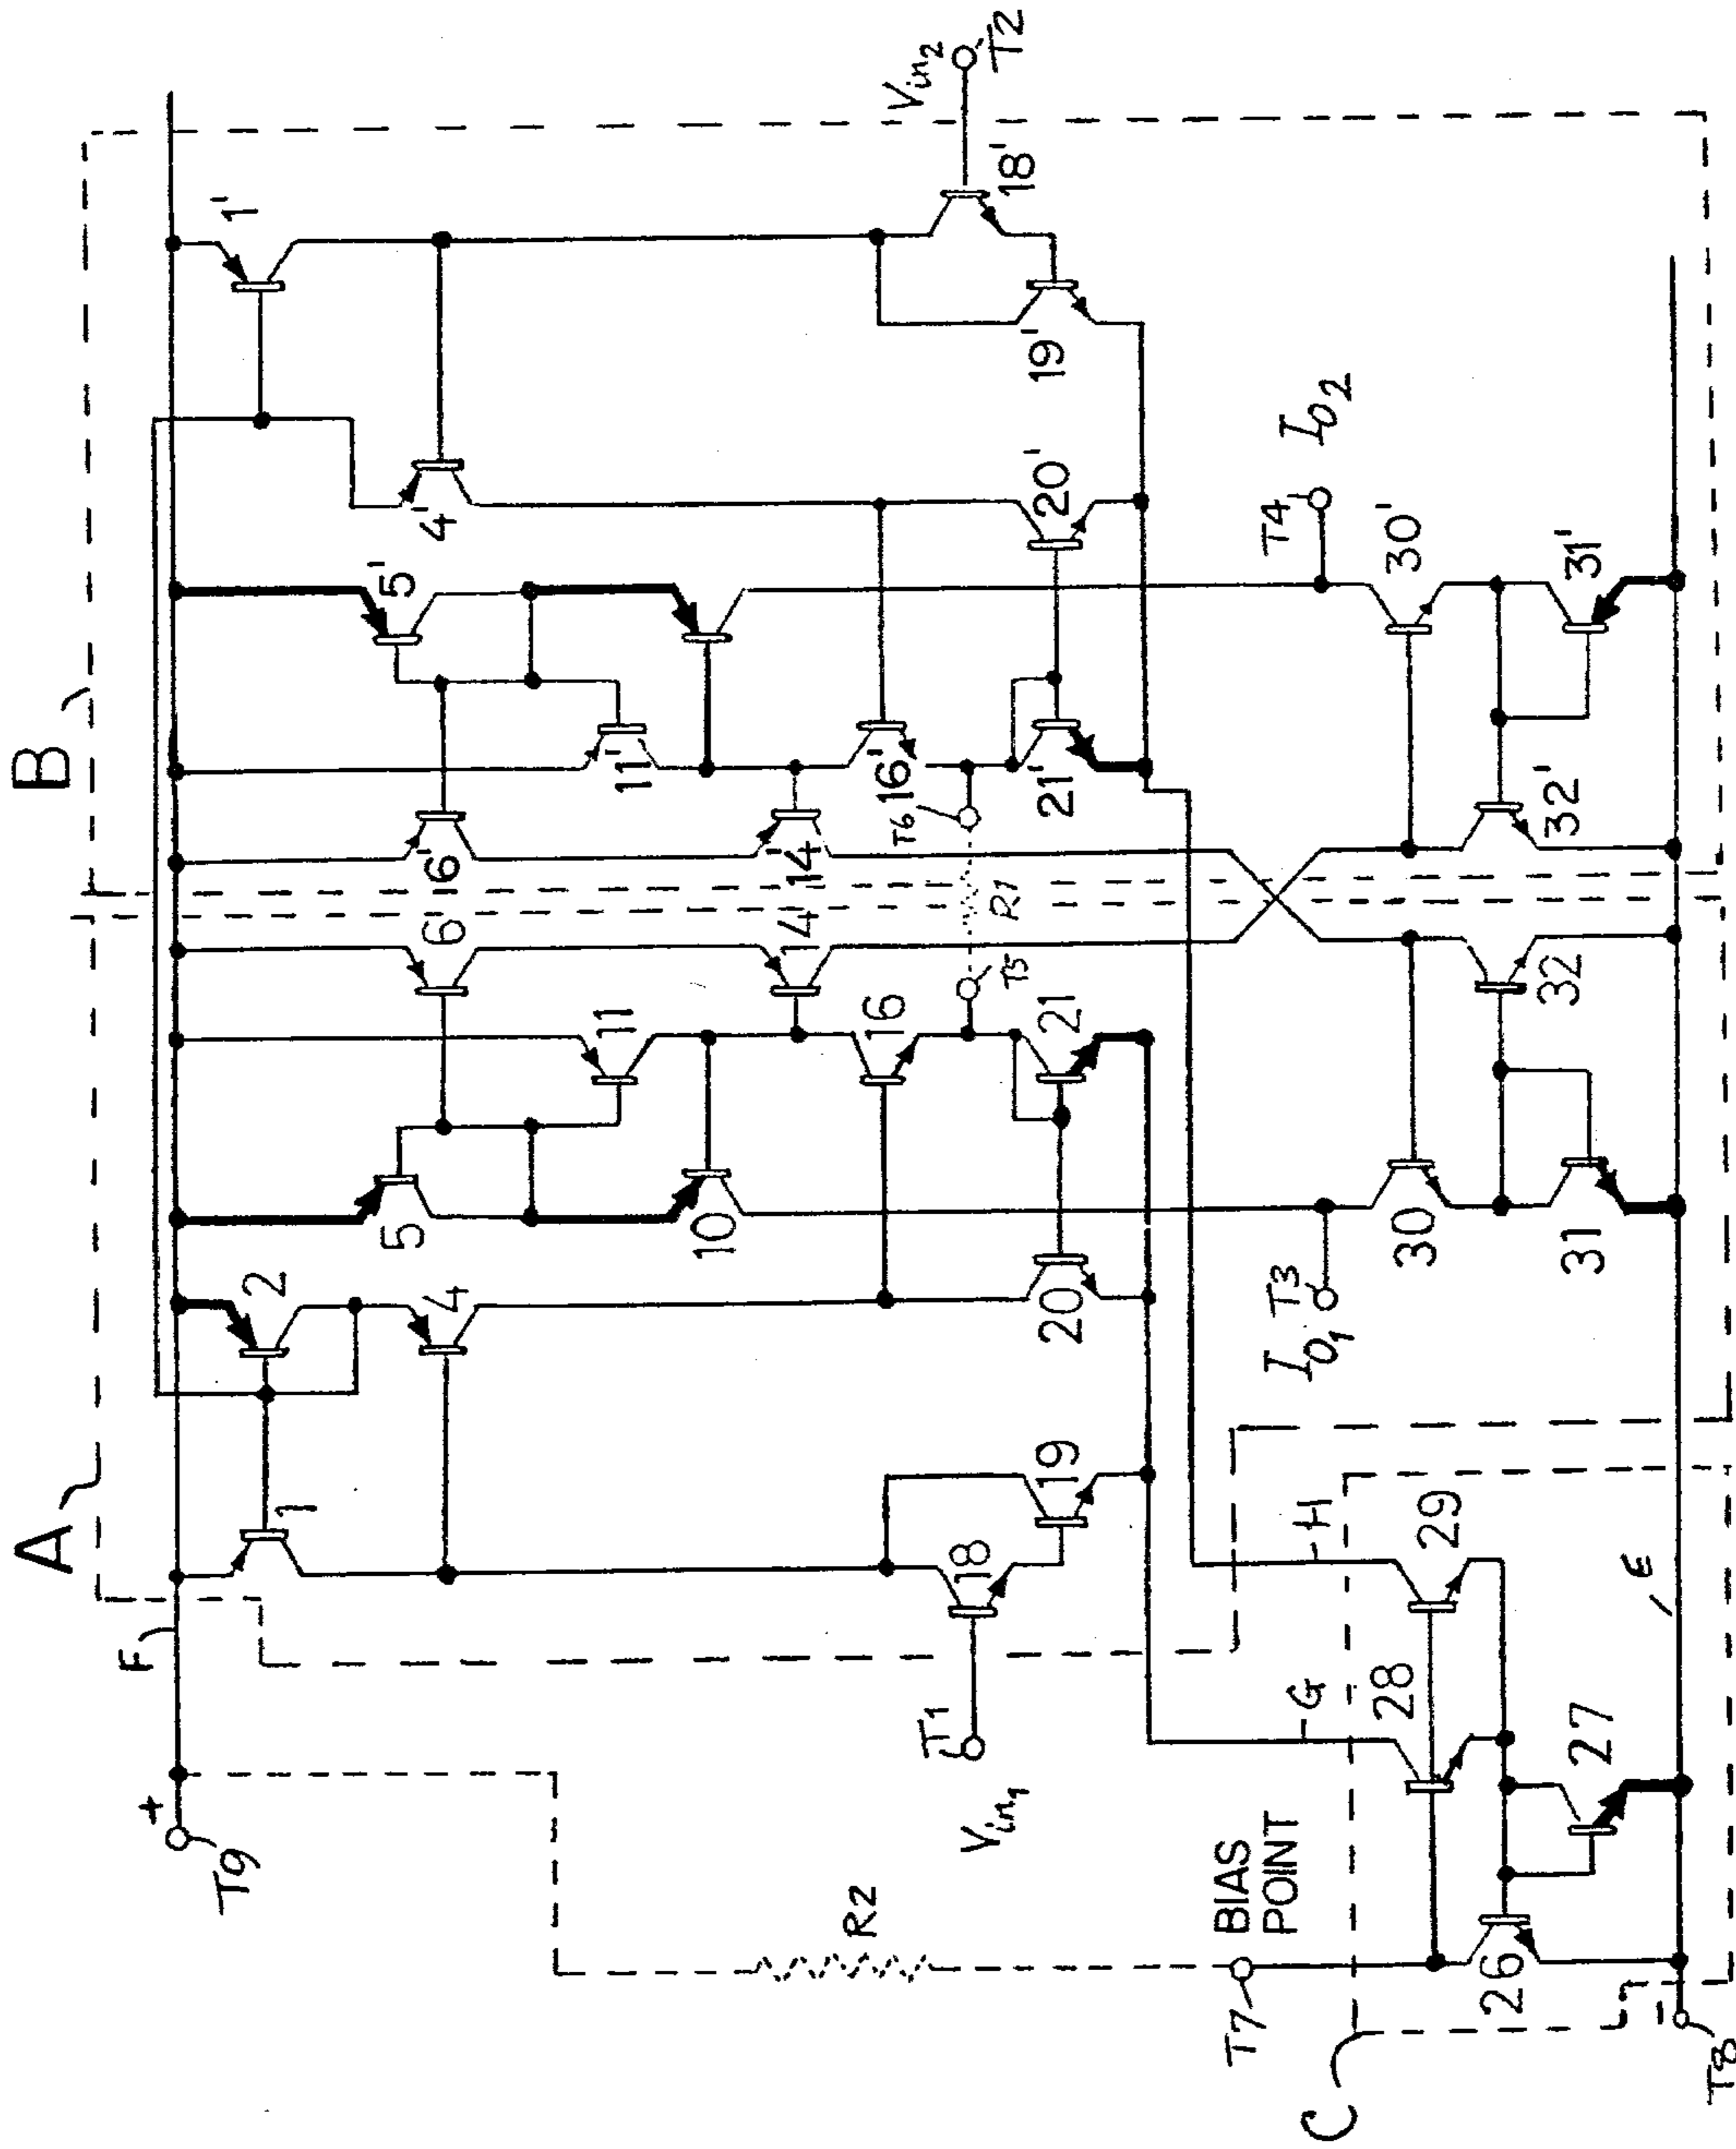 A
B
F
+
T9
1
2
4
5
6
6'
5'
4'
1'
10
11
11'
14
14'
16
16'
18
19
20
21
21'
20'
19'
18'
Vin1
T1
Vin2
T2
T5
R1
T6
R2
BIAS
POINT
T7
G
H
IO1
T3
T4
IO2
C
28
29
26
27
30
31
32
32'
30'
31'
E
−
T8